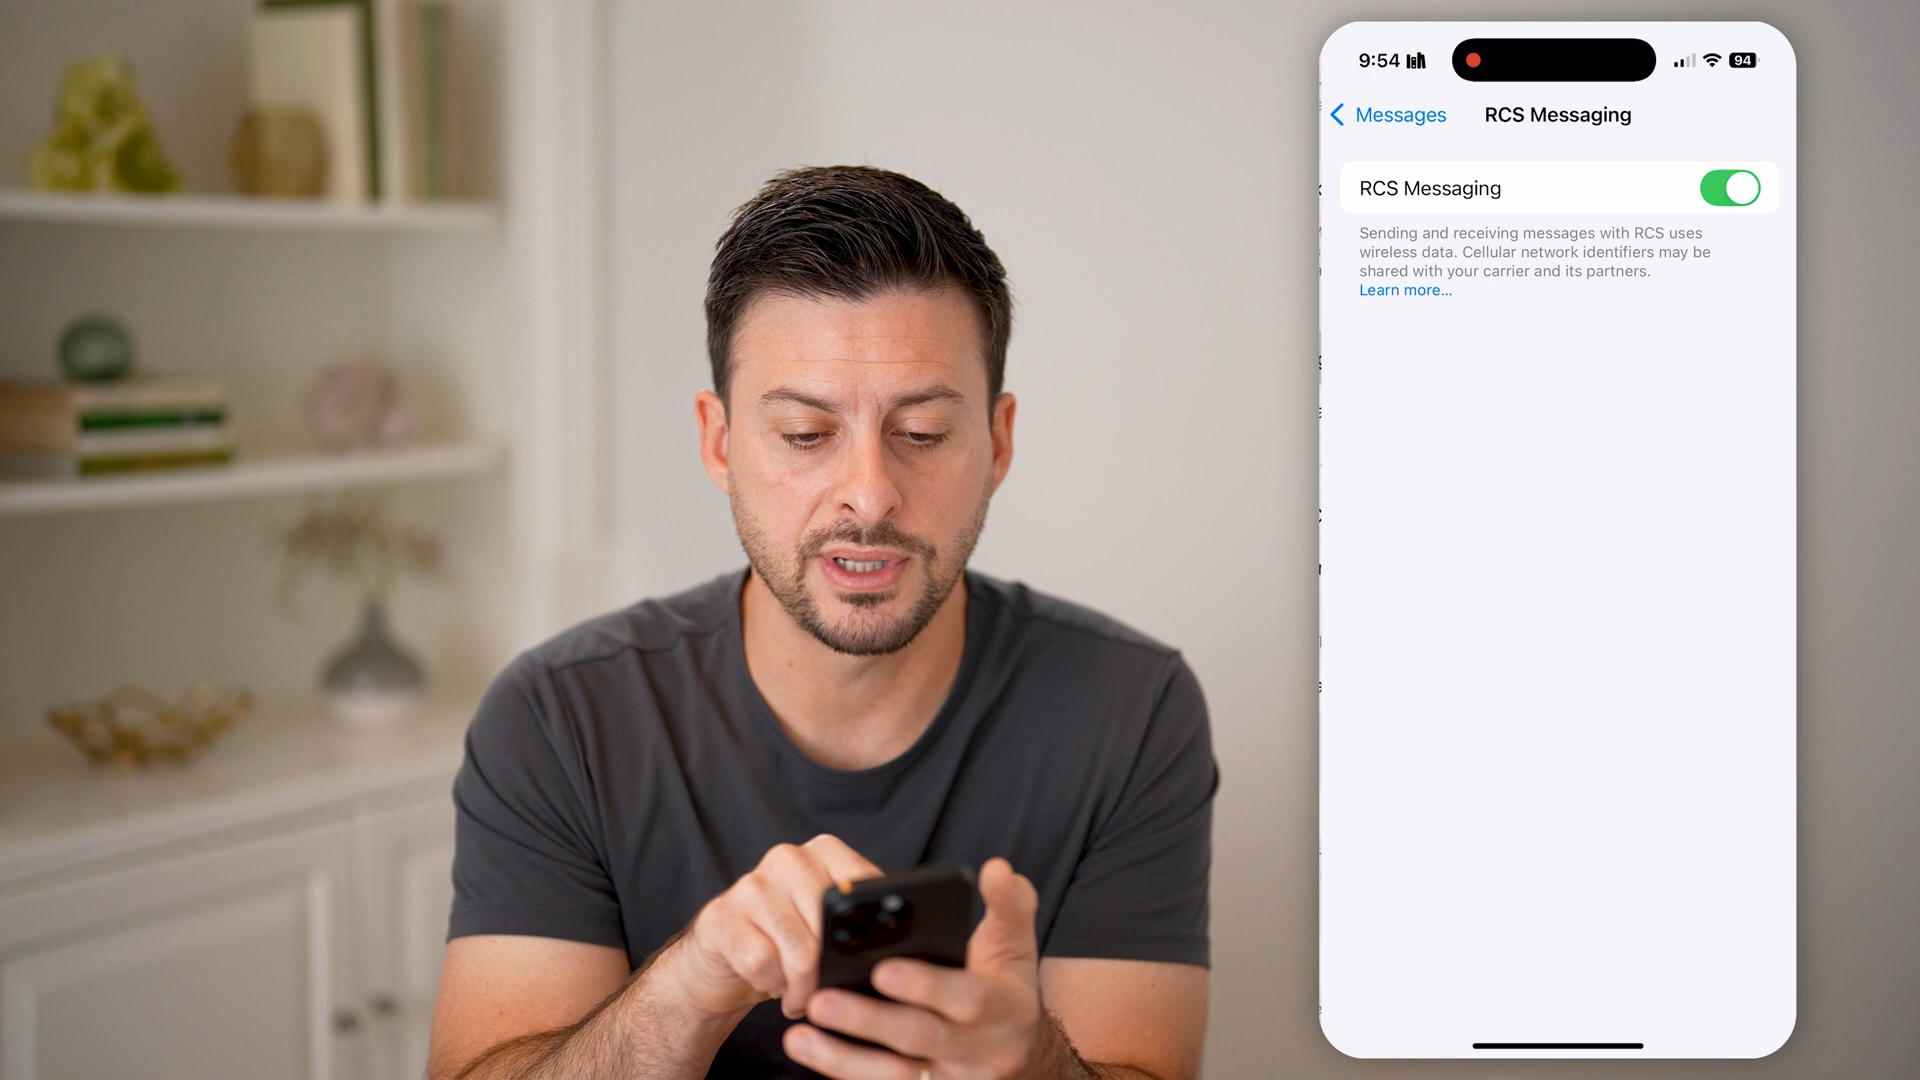 9:54
94
Messages
RCS Messaging
RCS Messaging
Sending and receiving messages with RCS uses
wireless data. Cellular network identifiers may be
shared with your carrier and its partners.
Learn more...